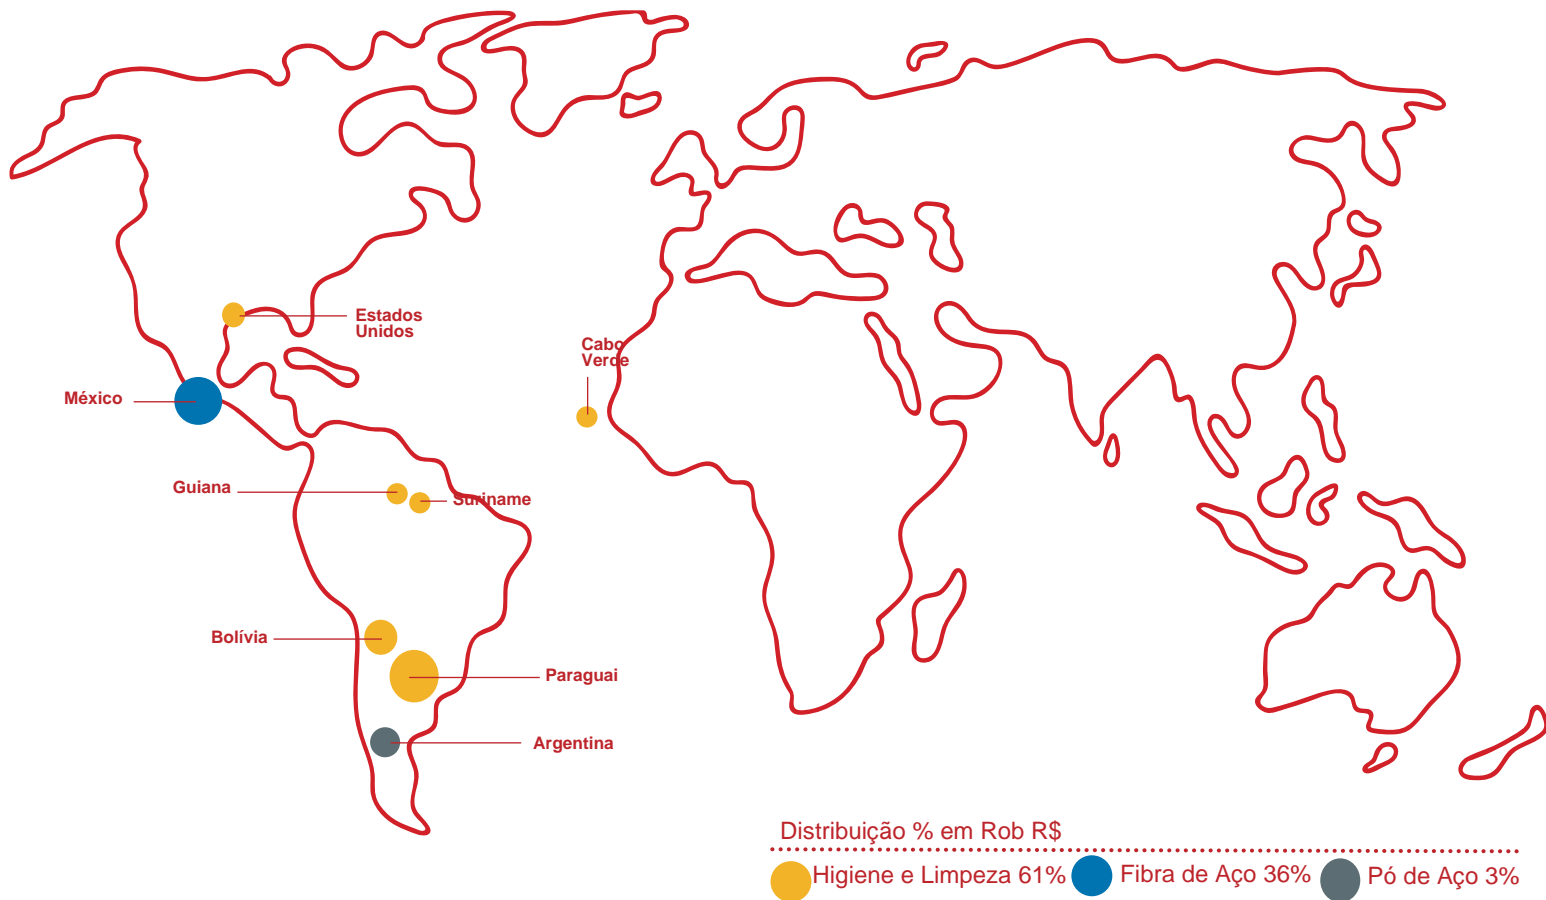 Estados
Unidos
Cabo
Verde
México
Guiana
Suriname
Bolívia
Paraguai
Argentina
Distribuição % em Rob R$
Higiene e Limpeza 61%
Fibra de Aço 36%
Pó de Aço 3%